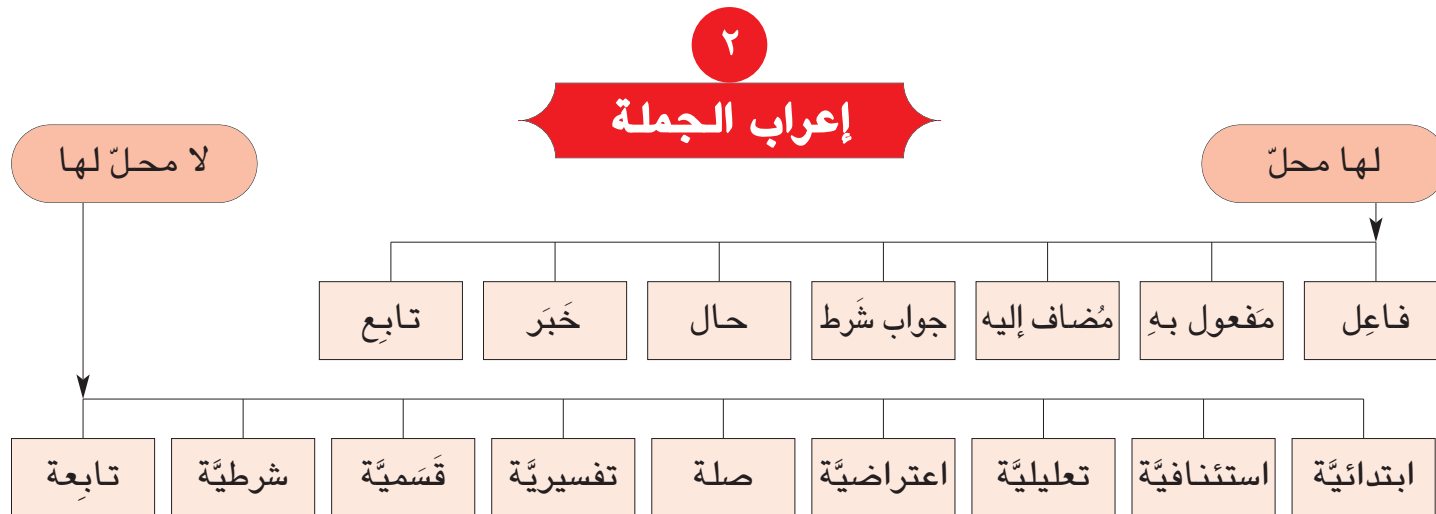 ٢
إعراب الجملة
لها محلّ
لا محلّ لها
فاعِل
مَفعول بهِ
مُضاف إليه
جواب شَرط
حال
خَبَر
تابِع
ابتدائيَّة
استئنافيَّة
تعليليَّة
اعتراضيَّة
صلة
تفسيريَّة
قَسَميَّة
شرطيَّة
تابِعة